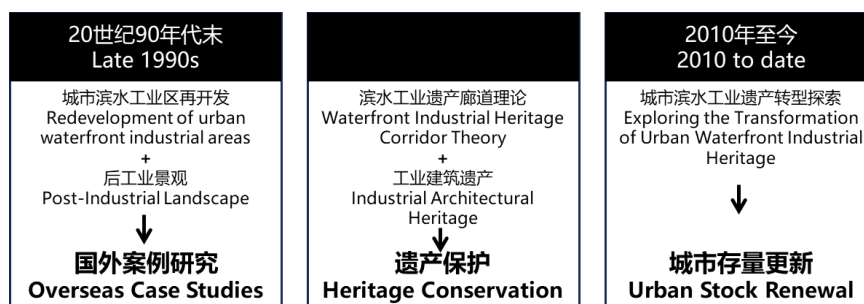 20世纪90年代末
Late 1990s
城市滨水工业区再开发
Redevelopment of urban
waterfront industrial areas
+
后工业景观
Post-Industrial Landscape
国外案例研究
Overseas Case Studies
滨水工业遗产廊道理论
Waterfront Industrial Heritage
Corridor Theory
+
工业建筑遗产
Industrial Architectural
Heritage
遗产保护
Heritage Conservation
2010年至今
2010 to date
城市滨水工业遗产转型探索
Exploring the Transformation
of Urban Waterfront Industrial
Heritage
城市存量更新
Urban Stock Renewal